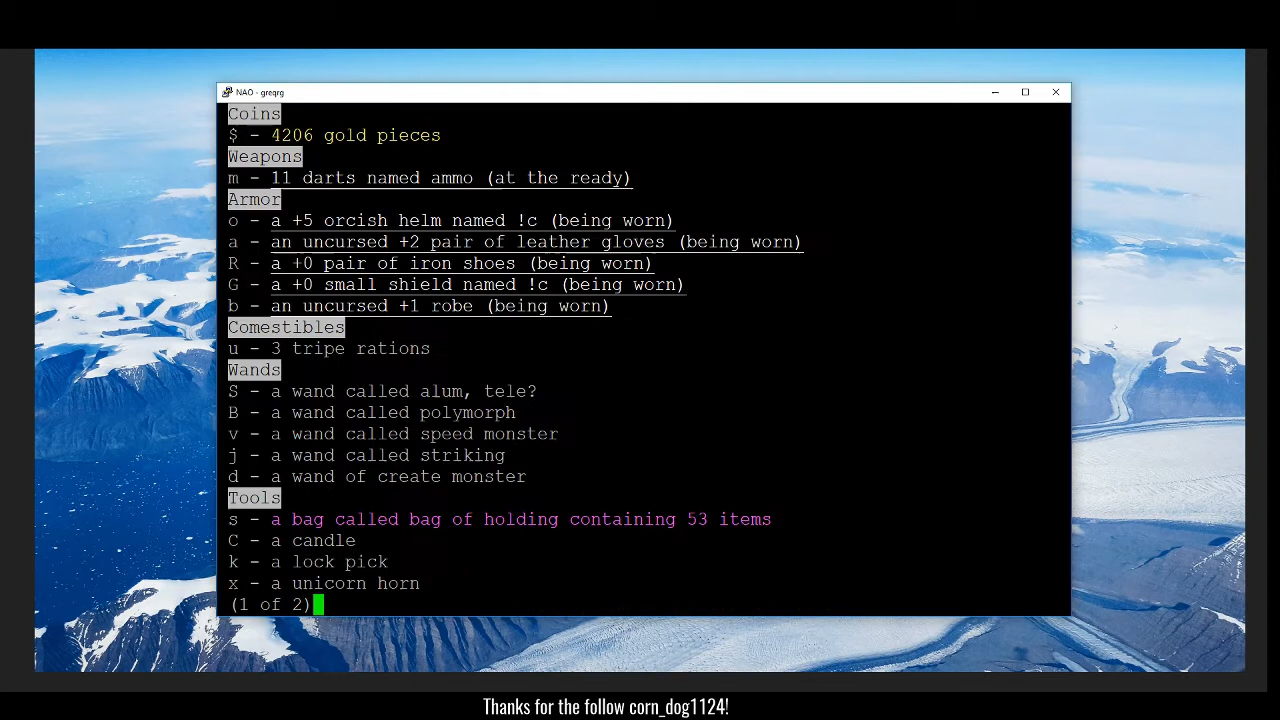 NAO - greqrg
Coins
$ - 4206 gold pieces
Weapons
m - 11 darts named ammo (at the ready)
Armor
o - a +5 orcish helm named !c (being worn)
a - an uncursed +2 pair of leather gloves (being worn)
R - a +0 pair of iron shoes (being worn)
G - a +0 small shield named !c (being worn)
b - an uncursed +1 robe (being worn)
Comestibles
u - 3 tripe rations
Wands
S - a wand called alum, tele?
B - a wand called polymorph
v - a wand called speed monster
j - a wand called striking
d - a wand of create monster
Tools
s - a bag called bag of holding containing 53 items
C - a candle
k - a lock pick
x - a unicorn horn
(1 of 2)
Thanks for the follow corn_dog1124!